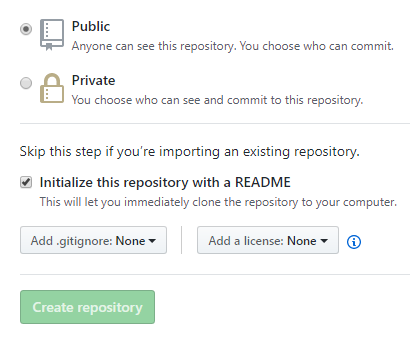 Public
Anyone can see this repository. You choose who can commit.
Private
You choose who can see and commit to this repository.
Skip this step if you’re importing an existing repository.
Initialize this repository with a README
This will let you immediately clone the repository to your computer.
Add .gitignore: None Add a license: None
Create repository